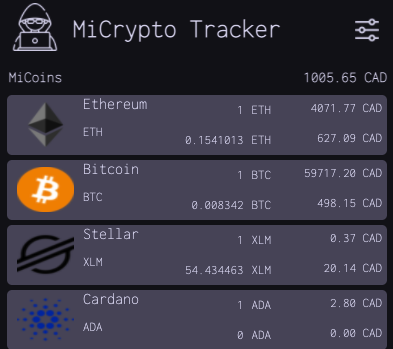 MiCrypto Tracker
MiCoins 1005.65 CAD
Ethereum 1 ETH 4071.77 CAD
ETH 0.1541013 ETH 627.09 CAD
Bitcoin 1 BTC 59717.20 CAD
BTC 0.008342 BTC 498.15 CAD
Stellar 1 XLM 0.37 CAD
XLM 54.434463 XLM 20.14 CAD
Cardano 1 ADA 2.80 CAD
ADA 0 ADA 0.00 CAD